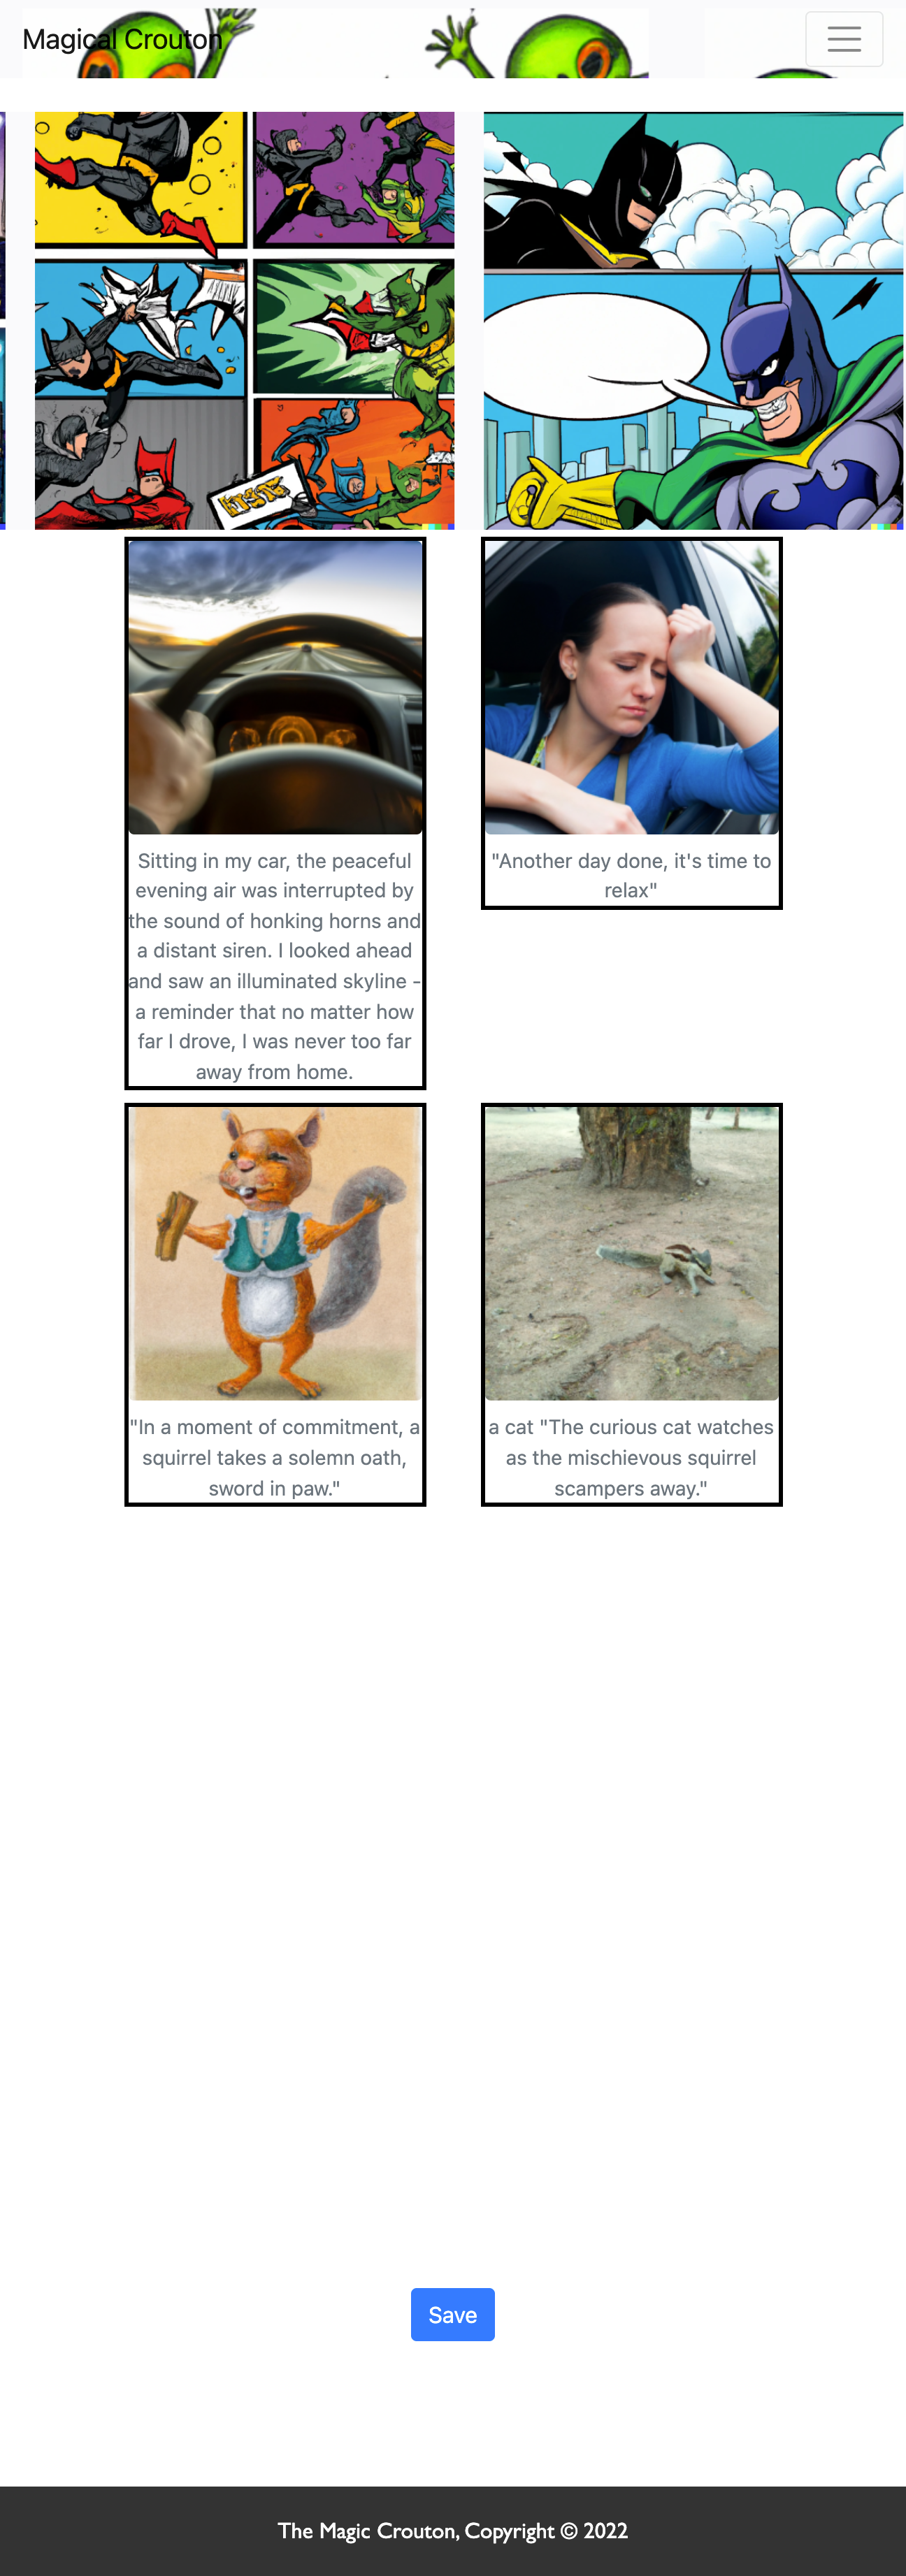 Magical Crouton
Sitting in my car, the peaceful
evening air was interrupted by
the sound of honking horns and
a distant siren. I looked ahead
and saw an illuminated skyline -
a reminder that no matter how
far I drove, I was never too far
away from home.
"Another day done, it's time to
relax"
"In a moment of commitment, a
squirrel takes a solemn oath,
sword in paw."
a cat "The curious cat watches
as the mischievous squirrel
scampers away."
Save
The Magic Crouton, Copyright © 2022